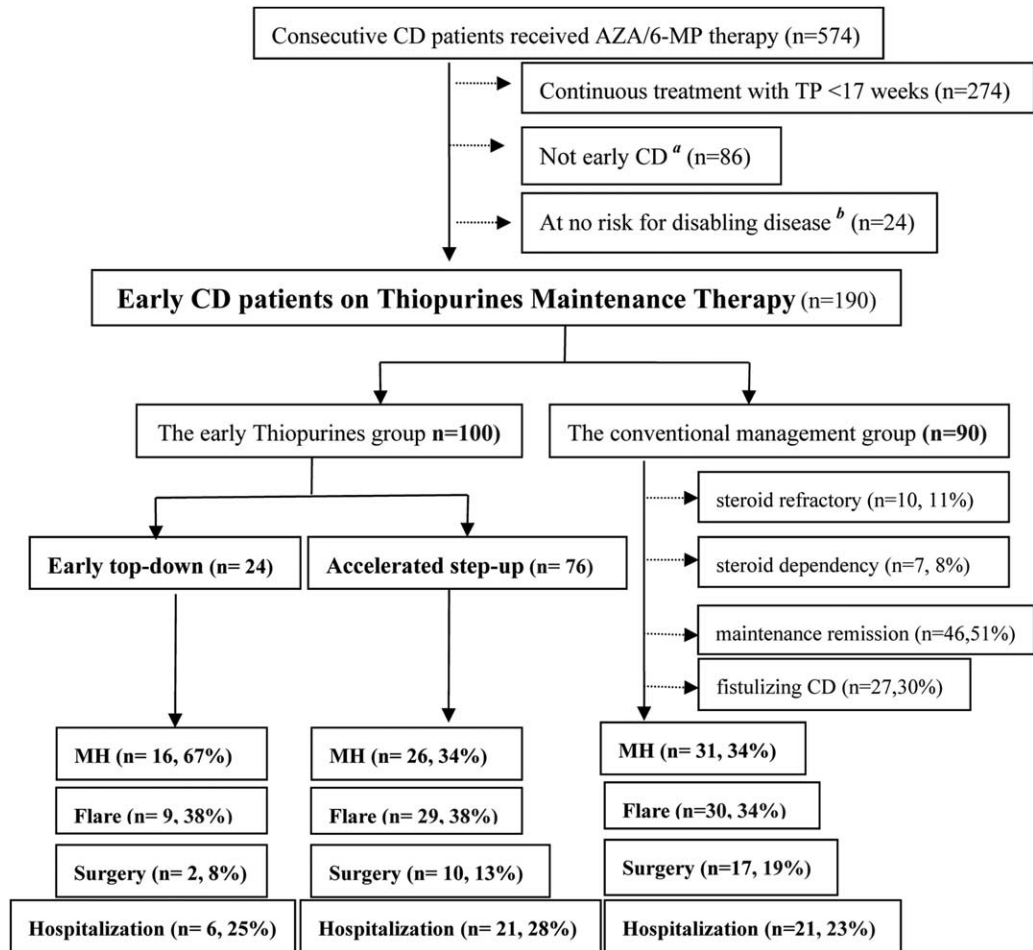 Consecutive CD patients received AZA/6-MP therapy (n=574)
Continuous treatment with TP <17 weeks (n=274)
Not early CD a (n=86)
At no risk for disabling disease b (n=24)
Early CD patients on Thiopurines Maintenance Therapy (n=190)
The early Thiopurines group n=100)
The conventional management group (n=90)
steroid refractory (n=10, 11%)
steroid dependency (n=7, 8%)
maintenance remission (n=46,51%)
fistulizing CD (n=27,30%)
Early top-down (n= 24)
Accelerated step-up (n= 76)
MH (n= 16, 67%)
MH (n= 26, 34%)
MH (n= 31, 34%)
Flare (n= 9, 38%)
Flare (n= 29, 38%)
Flare (n=30, 34%)
Surgery (n= 2, 8%)
Surgery (n= 10, 13%)
Surgery (n=17, 19%)
Hospitalization (n= 6, 25%)
Hospitalization (n= 21, 28%)
Hospitalization (n=21, 23%)